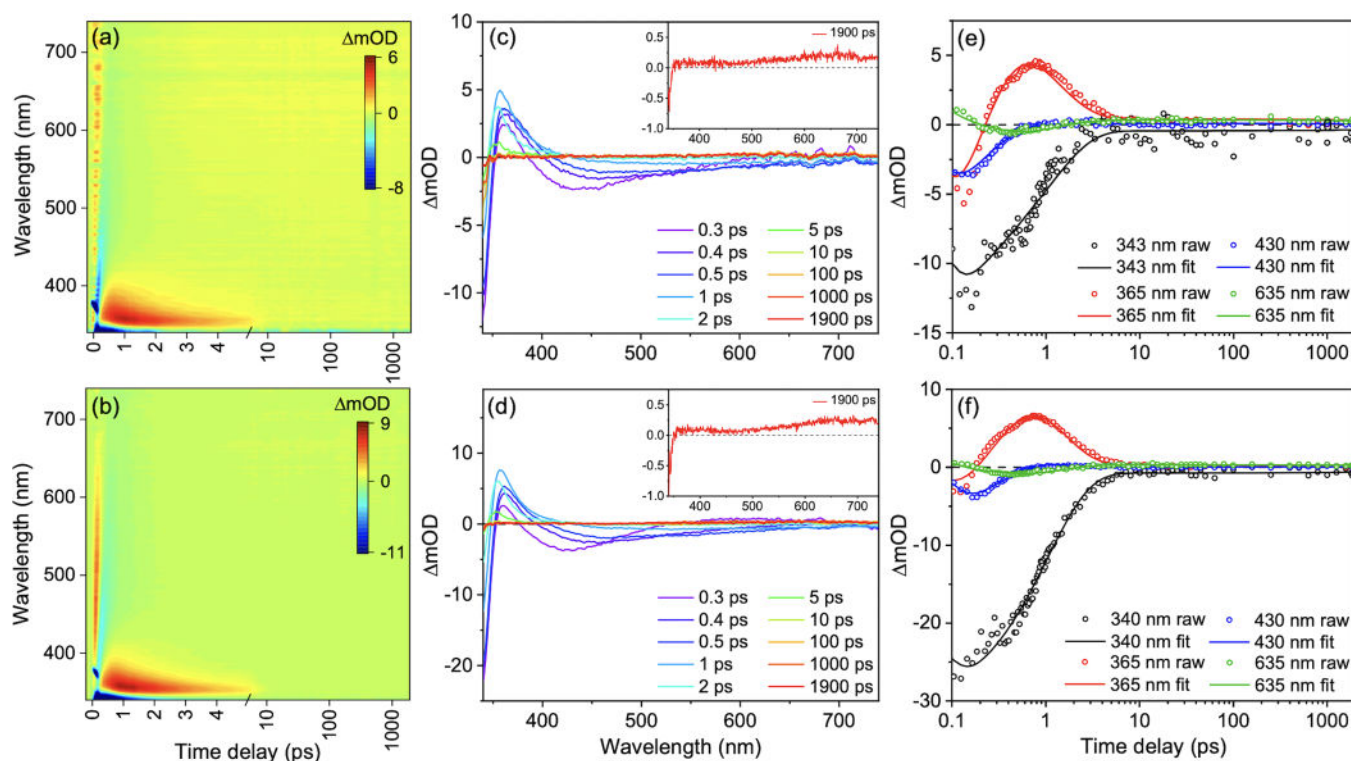 (a)
ΔmOD
6
0
-8
Wavelength (nm)
700
600
500
400
0
1
2
3
4
10
100
1000
(b)
ΔmOD
9
0
-11
Wavelength (nm)
700
600
500
400
0
1
2
3
4
10
100
1000
Time delay (ps)
(c)
ΔmOD
10
5
0
-5
-10
1900 ps
0.5
0.0
-0.5
-1.0
400
500
600
700
0.3 ps
5 ps
0.4 ps
10 ps
0.5 ps
100 ps
1 ps
1000 ps
2 ps
1900 ps
400
500
600
700
(d)
ΔmOD
10
0
-10
-20
1900 ps
0.5
0.0
-0.5
-1.0
400
500
600
700
0.3 ps
5 ps
0.4 ps
10 ps
0.5 ps
100 ps
1 ps
1000 ps
2 ps
1900 ps
400
500
600
700
Wavelength (nm)
(e)
ΔmOD
5
0
-5
-10
-15
343 nm raw
430 nm raw
343 nm fit
430 nm fit
365 nm raw
635 nm raw
365 nm fit
635 nm fit
0.1
1
10
100
1000
(f)
ΔmOD
10
0
-10
-20
-30
340 nm raw
430 nm raw
340 nm fit
430 nm fit
365 nm raw
635 nm raw
365 nm fit
635 nm fit
0.1
1
10
100
1000
Time delay (ps)